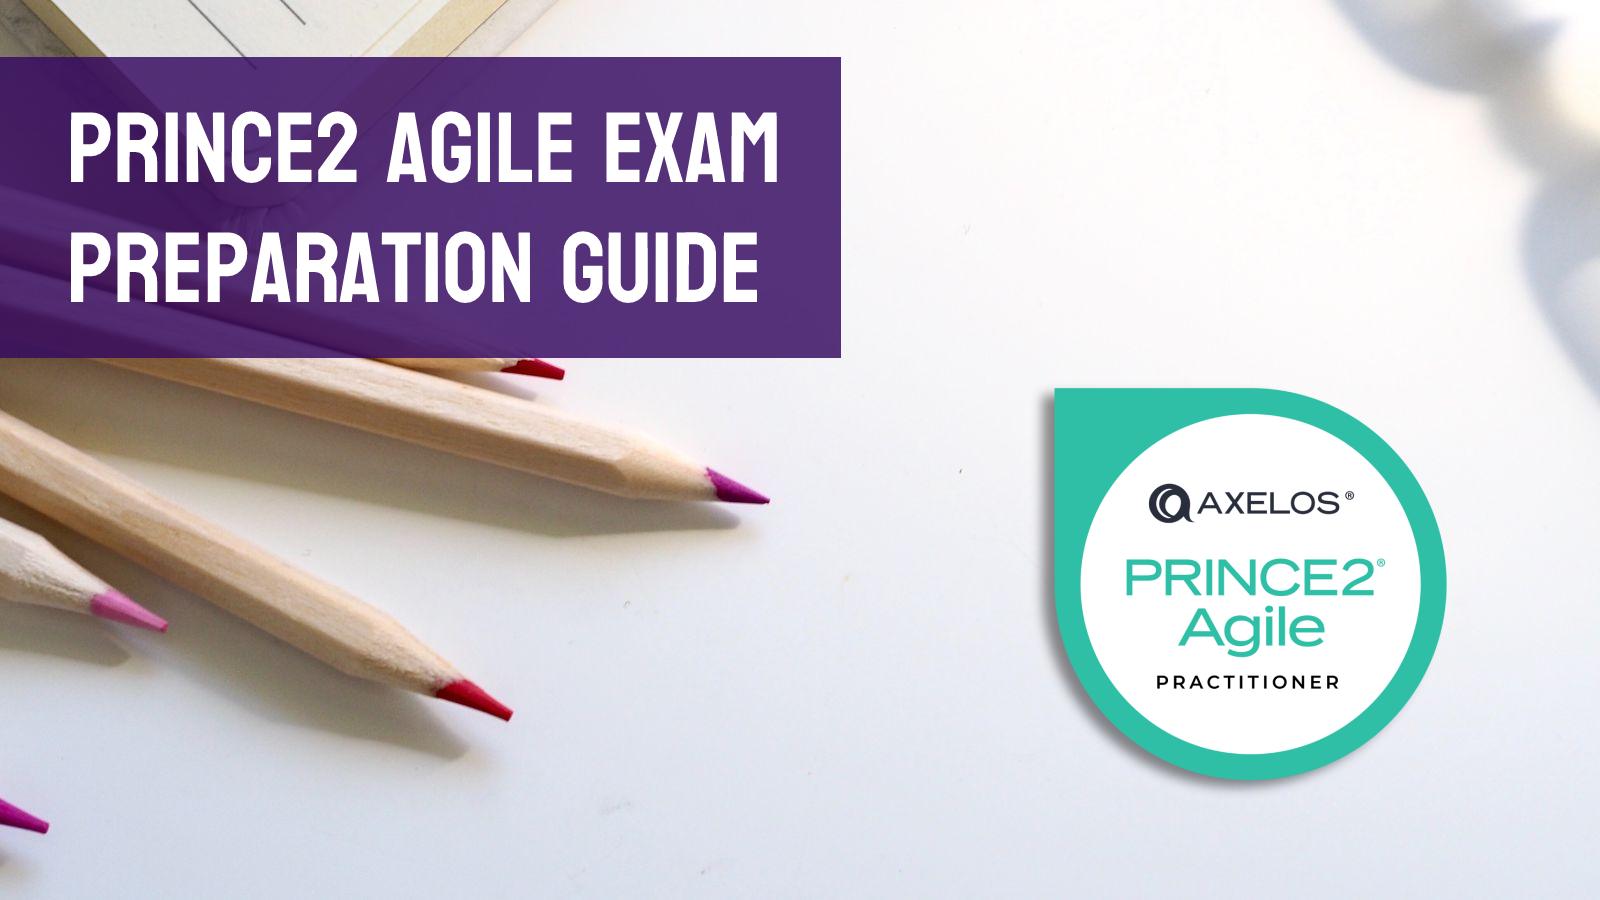 PRINCE2 AGILE EXAM
PREPARATION GUIDE
AXELOS®
PRINCE2®
Agile
PRACTITIONER